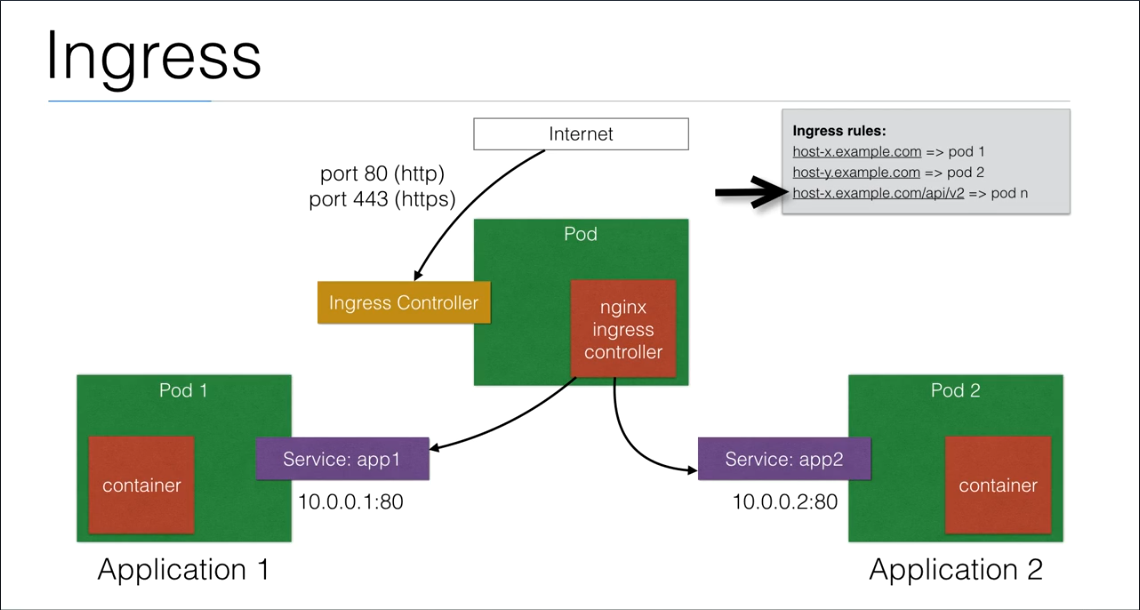 Ingress
Internet
port 80 (http)
port 443 (https)
Ingress rules:
host-x.example.com => pod 1
host-y.example.com => pod 2
host-x.example.com/api/v2 => pod n
Pod
Ingress Controller
nginx
ingress
controller
Pod 1
container
Service: app1
10.0.0.1:80
Application 1
Pod 2
Service: app2
container
10.0.0.2:80
Application 2